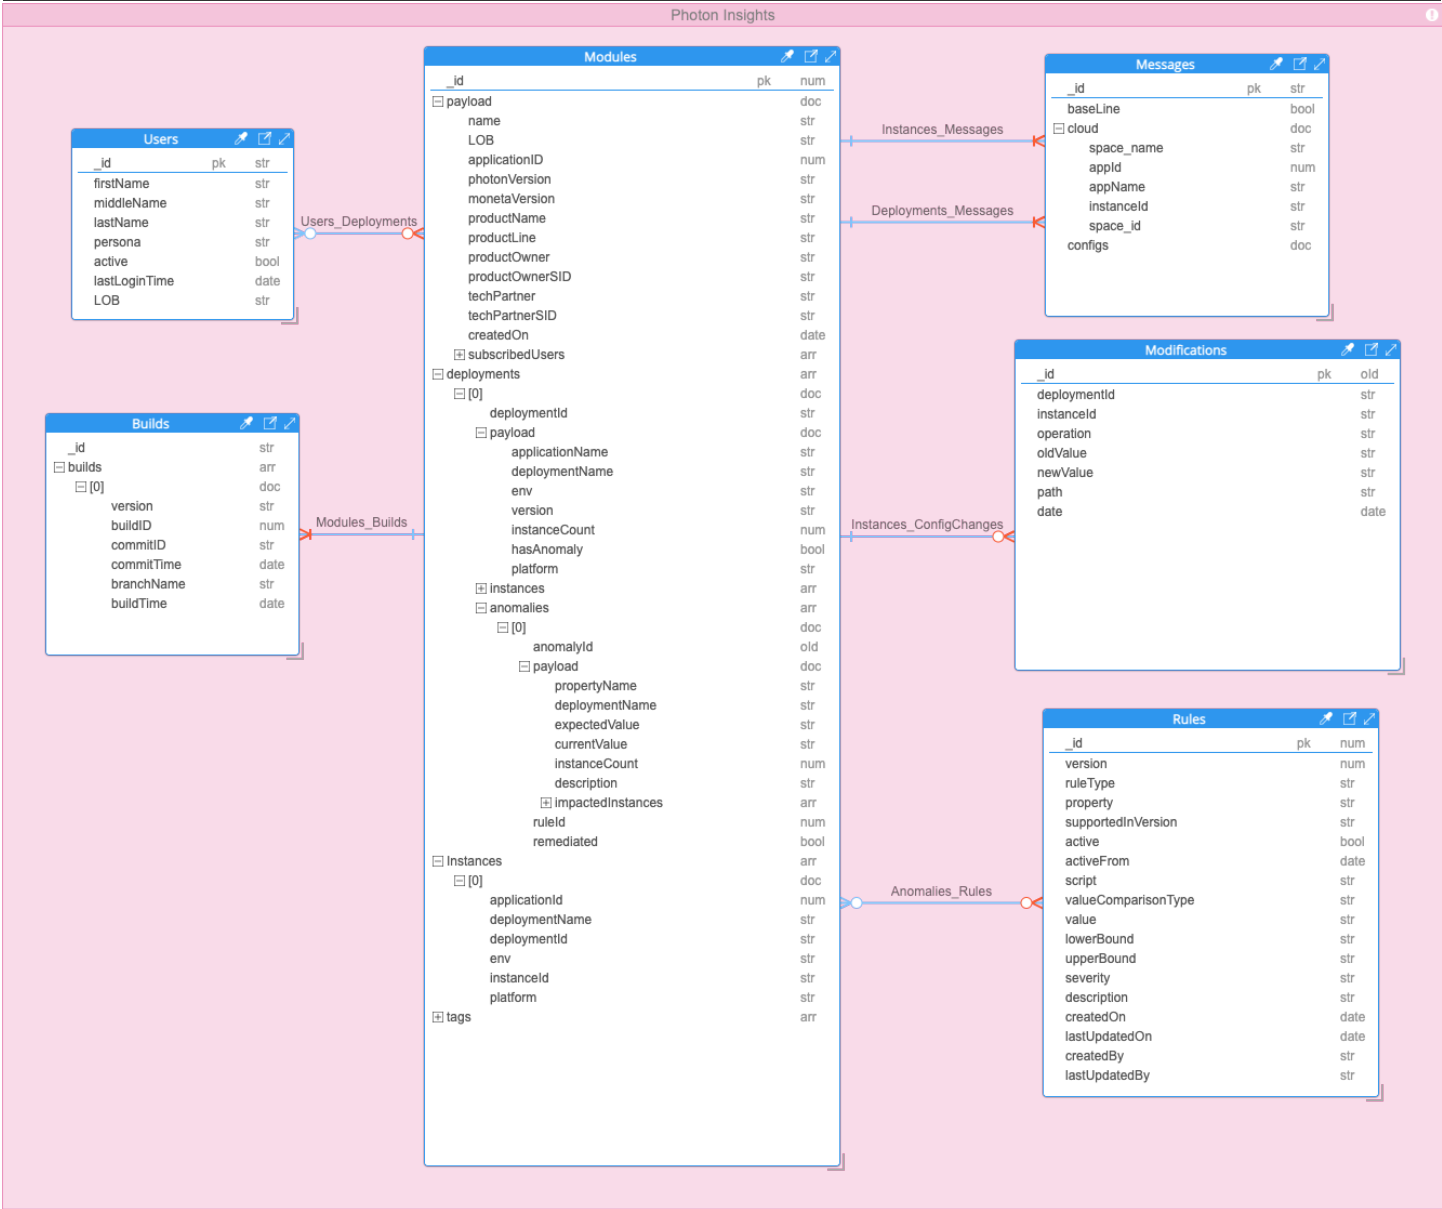 Photon Insights
Users
_id pk str
firstName str
middleName str
lastName str
persona str
active bool
lastLoginTime date
LOB str
Users_Deployments
Builds
_id str
builds arr
[0] doc
version str
buildID num
commitID str
commitTime date
branchName str
buildTime date
Modules_Builds
Modules
_id pk num
payload doc
name str
LOB str
applicationID num
photonVersion str
monetaVersion str
productName str
productLine str
productOwner str
productOwnerSID str
techPartner str
techPartnerSID str
createdOn date
subscribedUsers arr
deployments arr
[0] doc
deploymentId str
payload doc
applicationName str
deploymentName str
env str
version str
instanceCount num
hasAnomaly bool
platform str
instances arr
anomalies arr
[0] doc
anomalyId oId
payload doc
propertyName str
deploymentName str
expectedValue str
currentValue str
instanceCount num
description str
impactedInstances arr
ruleId num
remediated bool
Instances arr
[0] doc
applicationId num
deploymentName str
deploymentId str
env str
instanceId str
platform str
tags arr
Instances_Messages
Deployments_Messages
Instances_ConfigChanges
Anomalies_Rules
Messages
_id pk str
baseLine bool
cloud doc
space_name str
appId num
appName str
instanceId str
space_id str
configs doc
Modifications
_id pk oId
deploymentId str
instanceId str
operation str
oldValue str
newValue str
path str
date date
Rules
_id pk num
version num
ruleType str
property str
supportedInVersion str
active bool
activeFrom date
script str
valueComparisonType str
value str
lowerBound str
upperBound str
severity str
description str
createdOn date
lastUpdatedOn date
createdBy str
lastUpdatedBy str